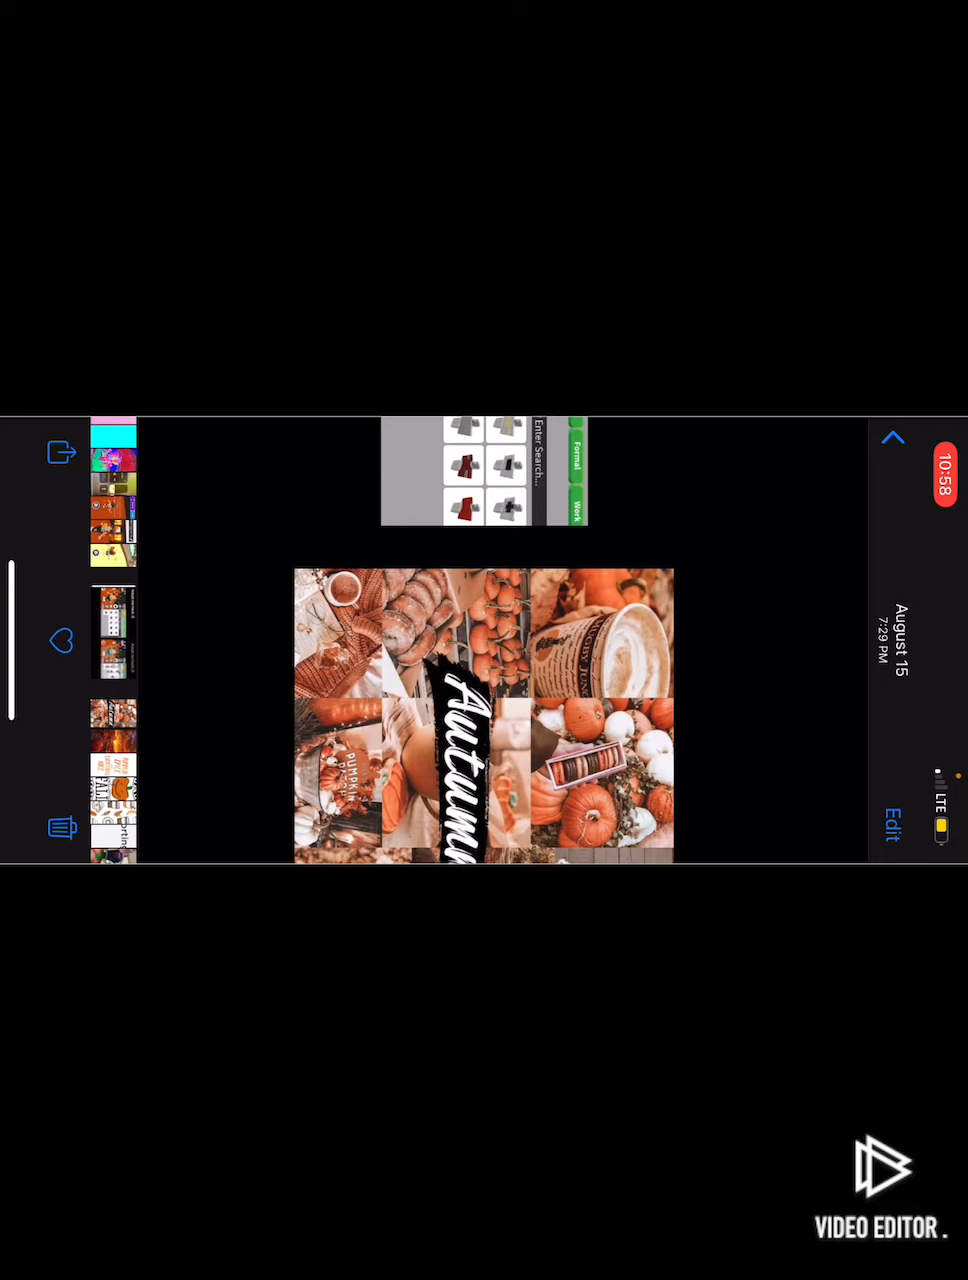 10:58
LTE
August 15
7:29 PM
Edit
Formal
Work
Enter Search...
Autumn
PUMPKIN
VIDEO EDITOR .